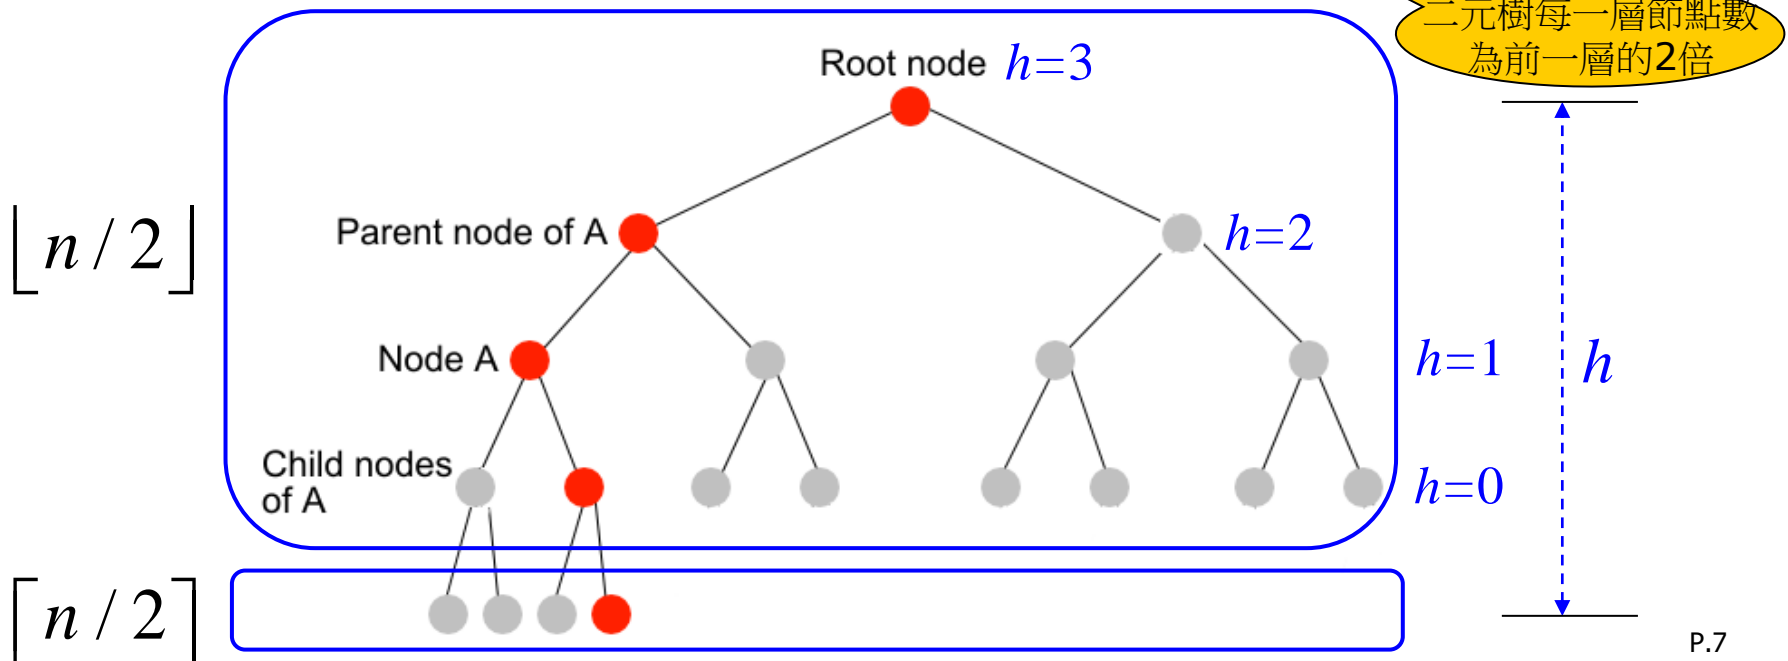 二元樹每一層節點數
為前一層的2倍
Root node h=3
⌊n / 2⌋
Parent node of A
h=2
Node A
h=1
h
Child nodes
of A
h=0
⌈n / 2⌉
P.7